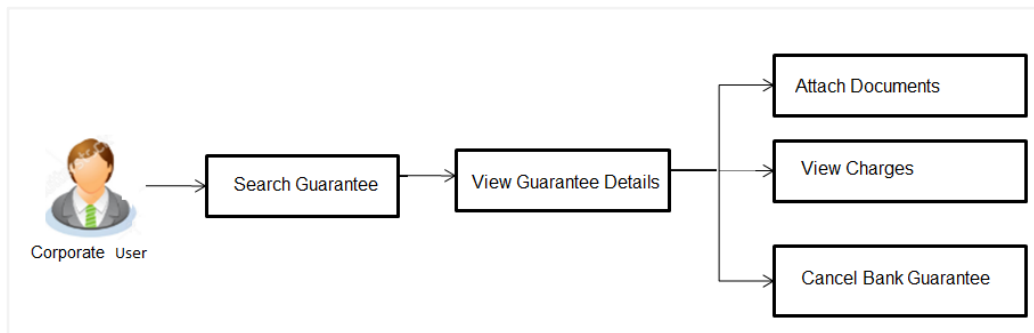 Attach Documents
Search Guarantee
View Guarantee Details
View Charges
Corporate User
Cancel Bank Guarantee